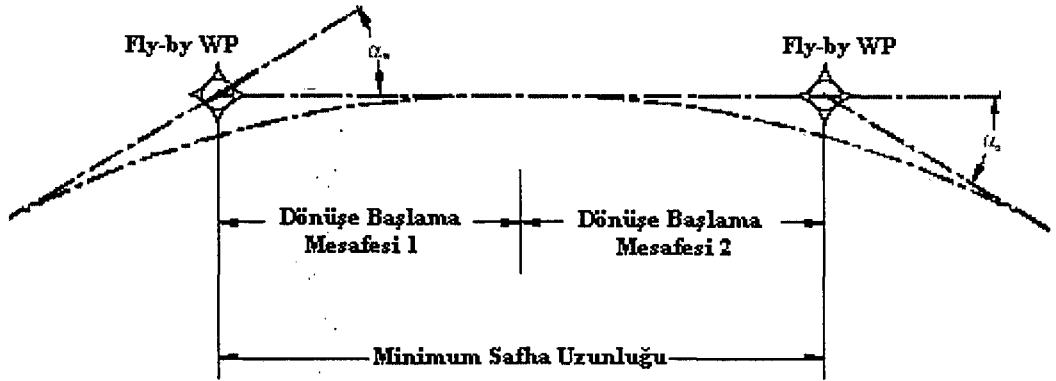 Fly-by WP
Fly-by WP
Dönüşe Başlama
Mesafesi 1
Dönüşe Başlama
Mesafesi 2
Minimum Safha Uzunluğu